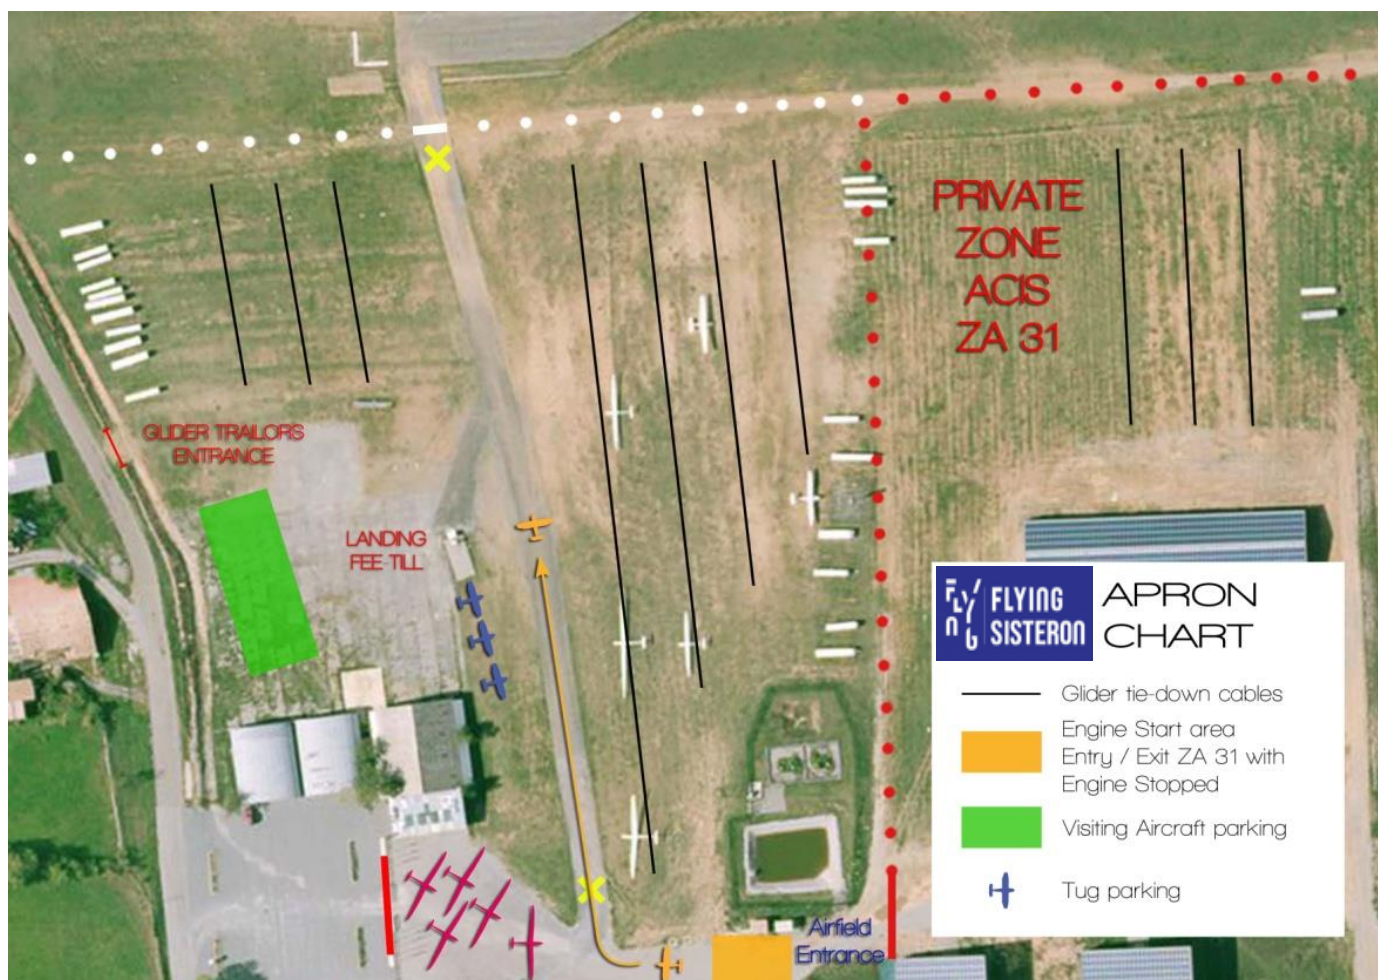 PRIVATE
ZONE
ACIS
ZA 31
GLIDER TRAILORS
ENTRANCE
LANDING
FEE-TILL
FLYING
SISTERON
APRON
CHART
Glider tie-down cables
Engine Start area
Entry / Exit ZA 31 with
Engine Stopped
Visiting Aircraft parking
Tug parking
Airfield
Entrance